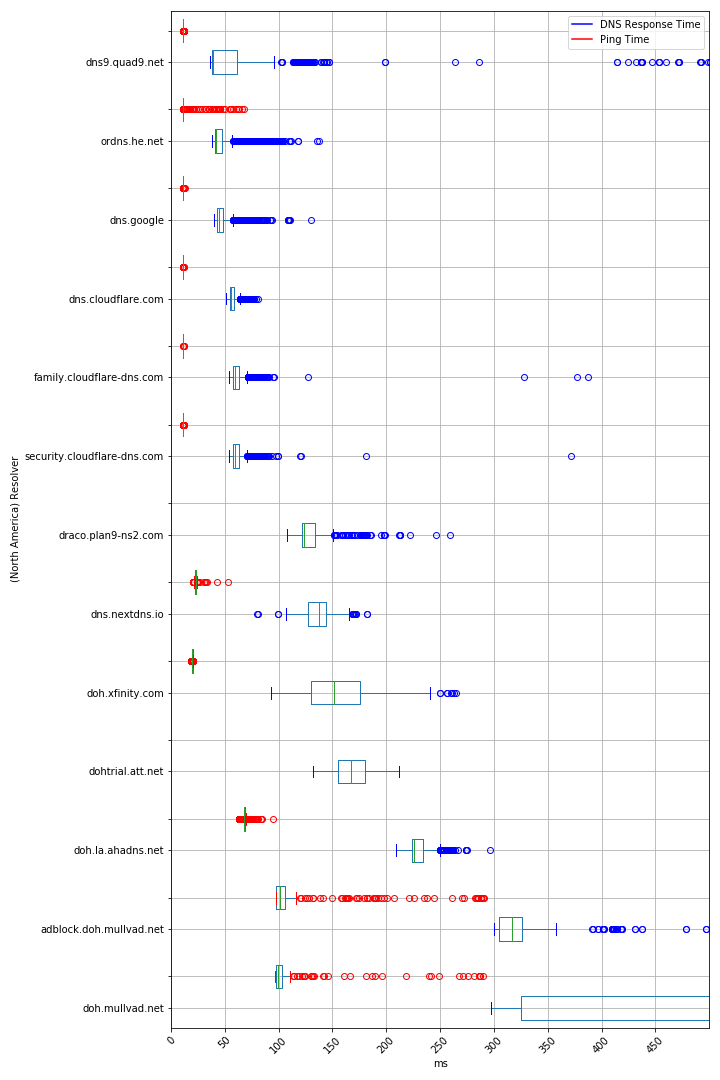 DNS Response Time
Ping Time
dns9.quad9.net
ordns.he.net
dns.google
dns.cloudflare.com
family.cloudflare-dns.com
security.cloudflare-dns.com
draco.plan9-ns2.com
dns.nextdns.io
doh.xfinity.com
dohtrial.att.net
doh.la.ahadns.net
adblock.doh.mullvad.net
doh.mullvad.net
(North America) Resolver
0 50 100 150 200 250 300 350 400 450
ms